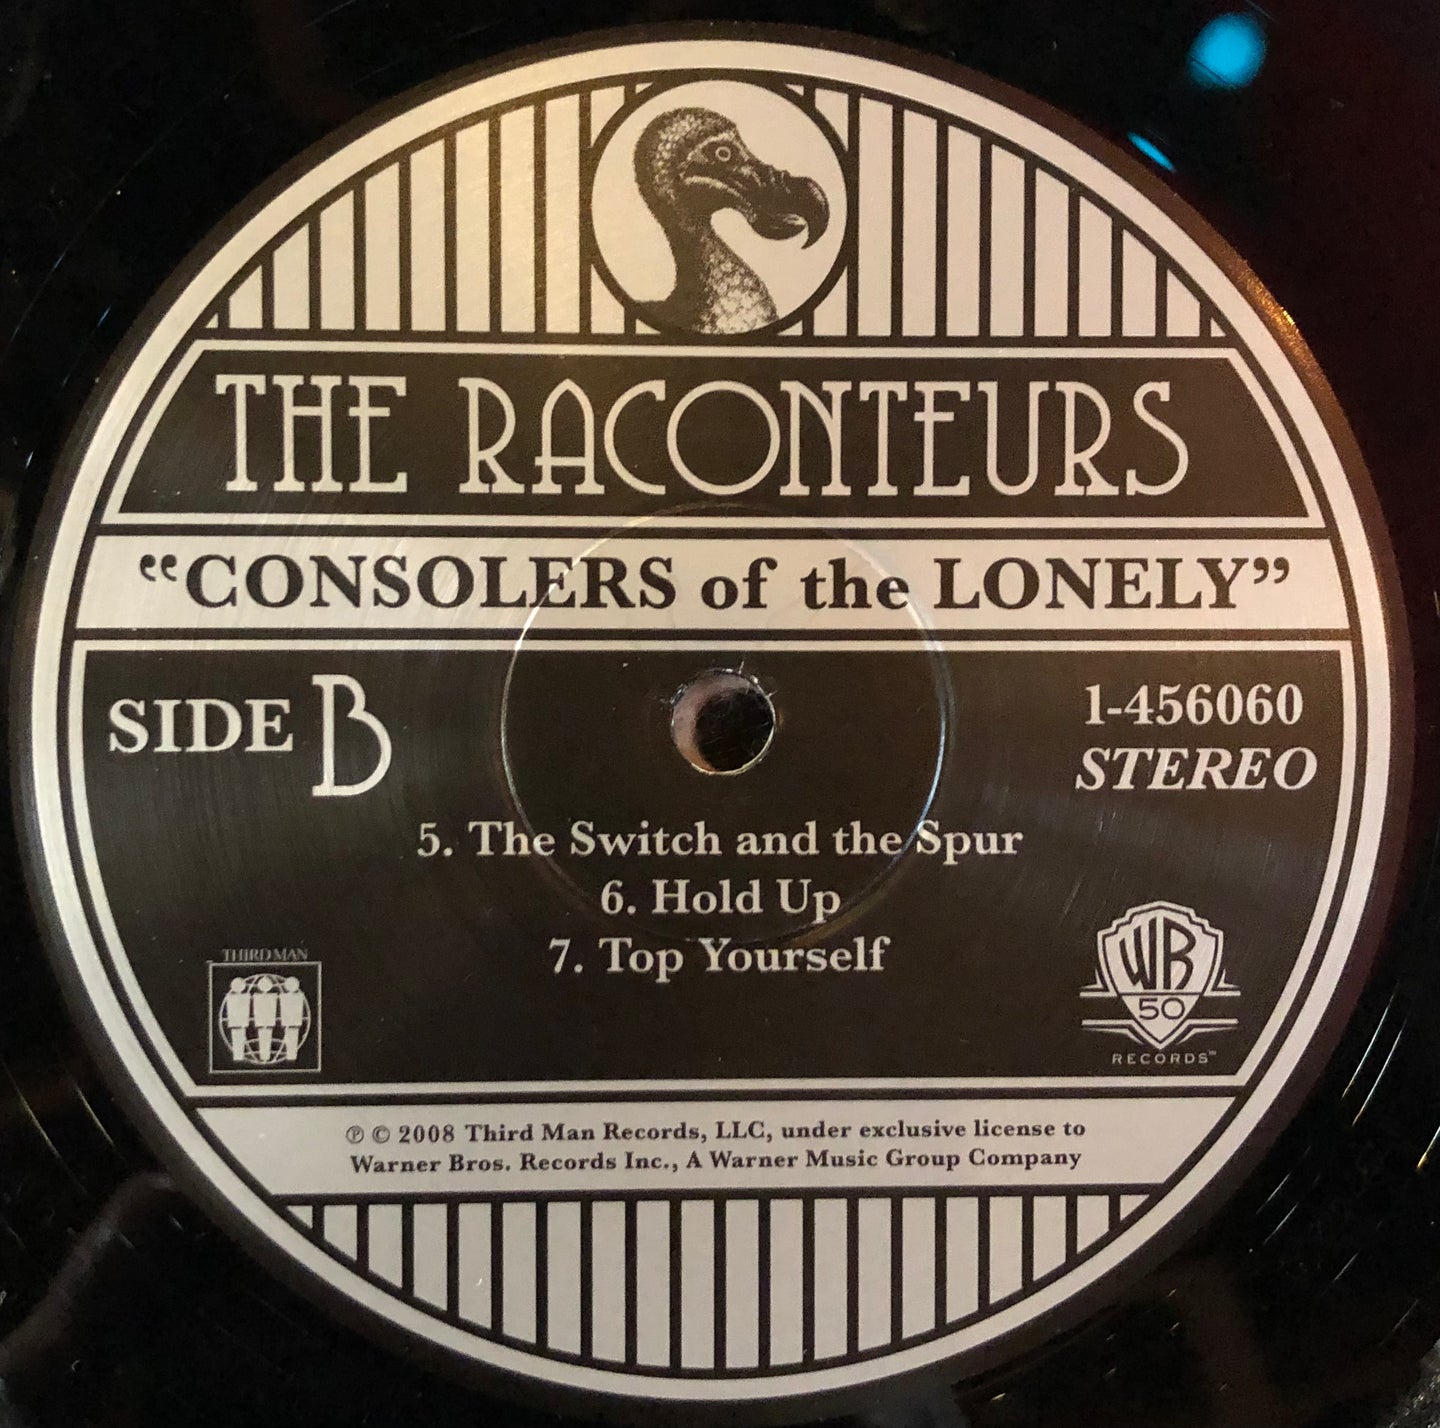 THE RACONTEURS
“CONSOLERS of the LONELY”
SIDE B
1-456060
STEREO
5. The Switch and the Spur
6. Hold Up
7. Top Yourself
THIRD MAN
WB
50
RECORDS℠
℗ © 2008 Third Man Records, LLC, under exclusive license to
Warner Bros. Records Inc., A Warner Music Group Company